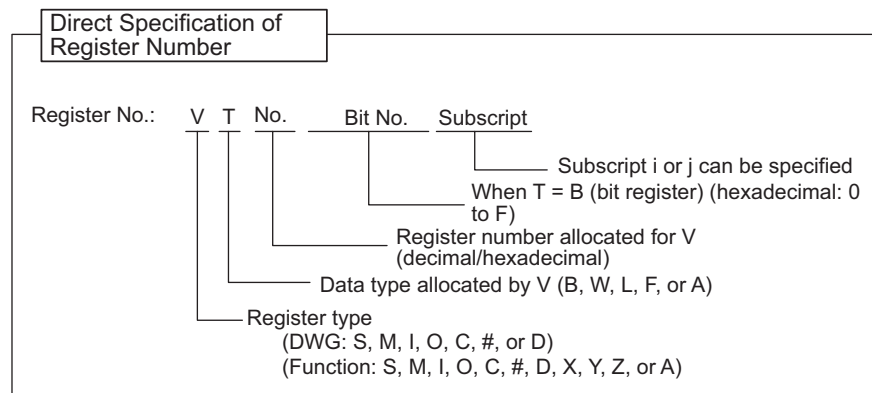 Direct Specification of
Register Number
Register No.: V T No. Bit No. Subscript
Subscript i or j can be specified
When T = B (bit register) (hexadecimal: 0
to F)
Register number allocated for V
(decimal/hexadecimal)
Data type allocated by V (B, W, L, F, or A)
Register type
(DWG: S, M, I, O, C, #, or D)
(Function: S, M, I, O, C, #, D, X, Y, Z, or A)